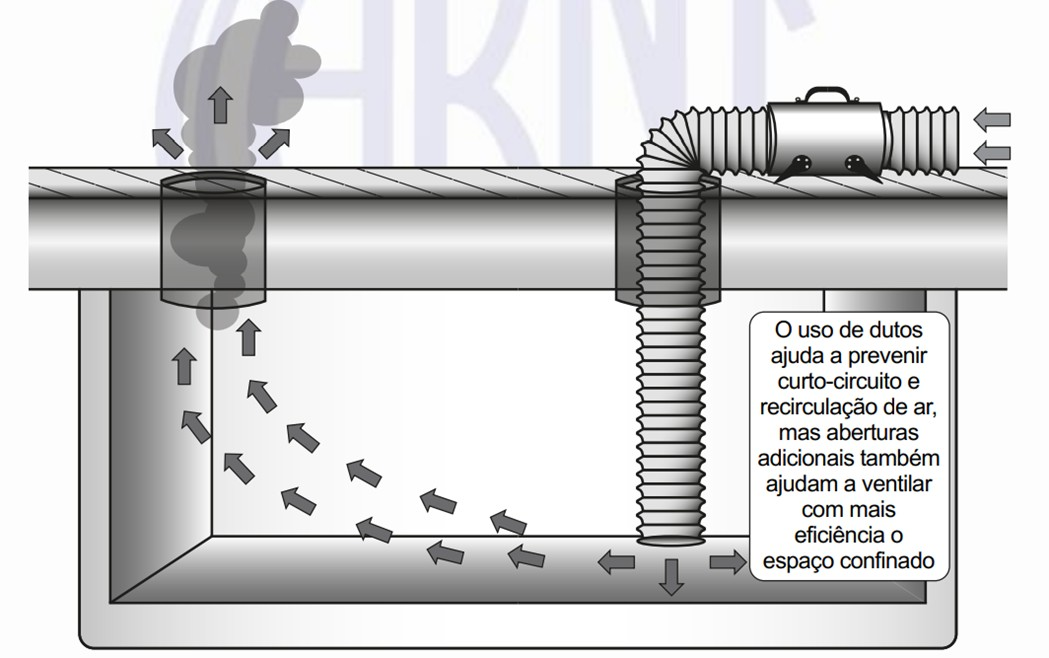 O uso de dutos
ajuda a prevenir
curto-circuito e
recirculação de ar,
mas aberturas
adicionais também
ajudam a ventilar
com mais
eficiência o
espaço confinado